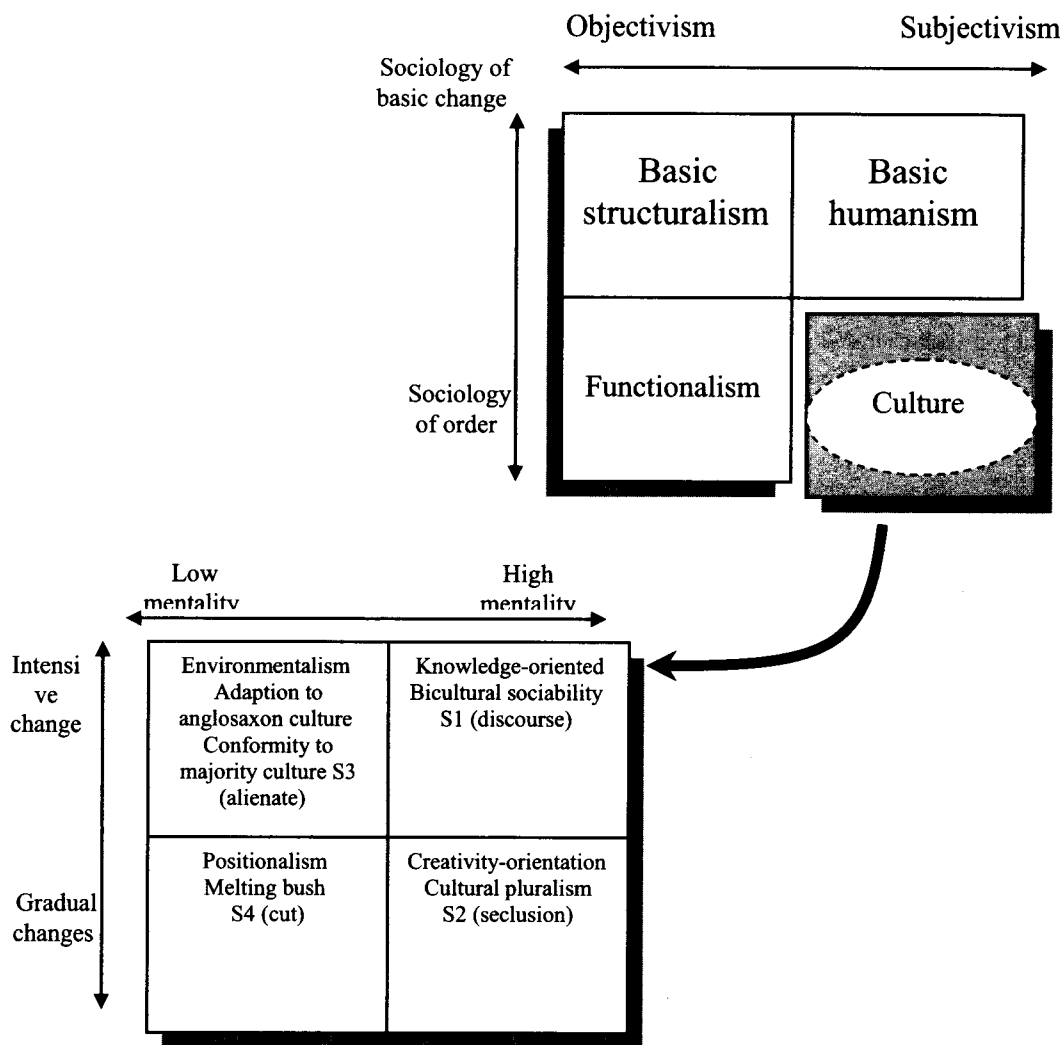 Objectivism
Subjectivism
Sociology of
basic change
Basic
structuralism
Basic
humanism
Sociology
of order
Functionalism
Culture
Low
mentality
High
mentality
Intensi
ve
change
Environmentalism
Adaption to
anglosaxon culture
Conformity to
majority culture S3
(alienate)
Knowledge-oriented
Bicultural sociability
S1 (discourse)
Gradual
changes
Positionalism
Melting bush
S4 (cut)
Creativity-orientation
Cultural pluralism
S2 (seclusion)